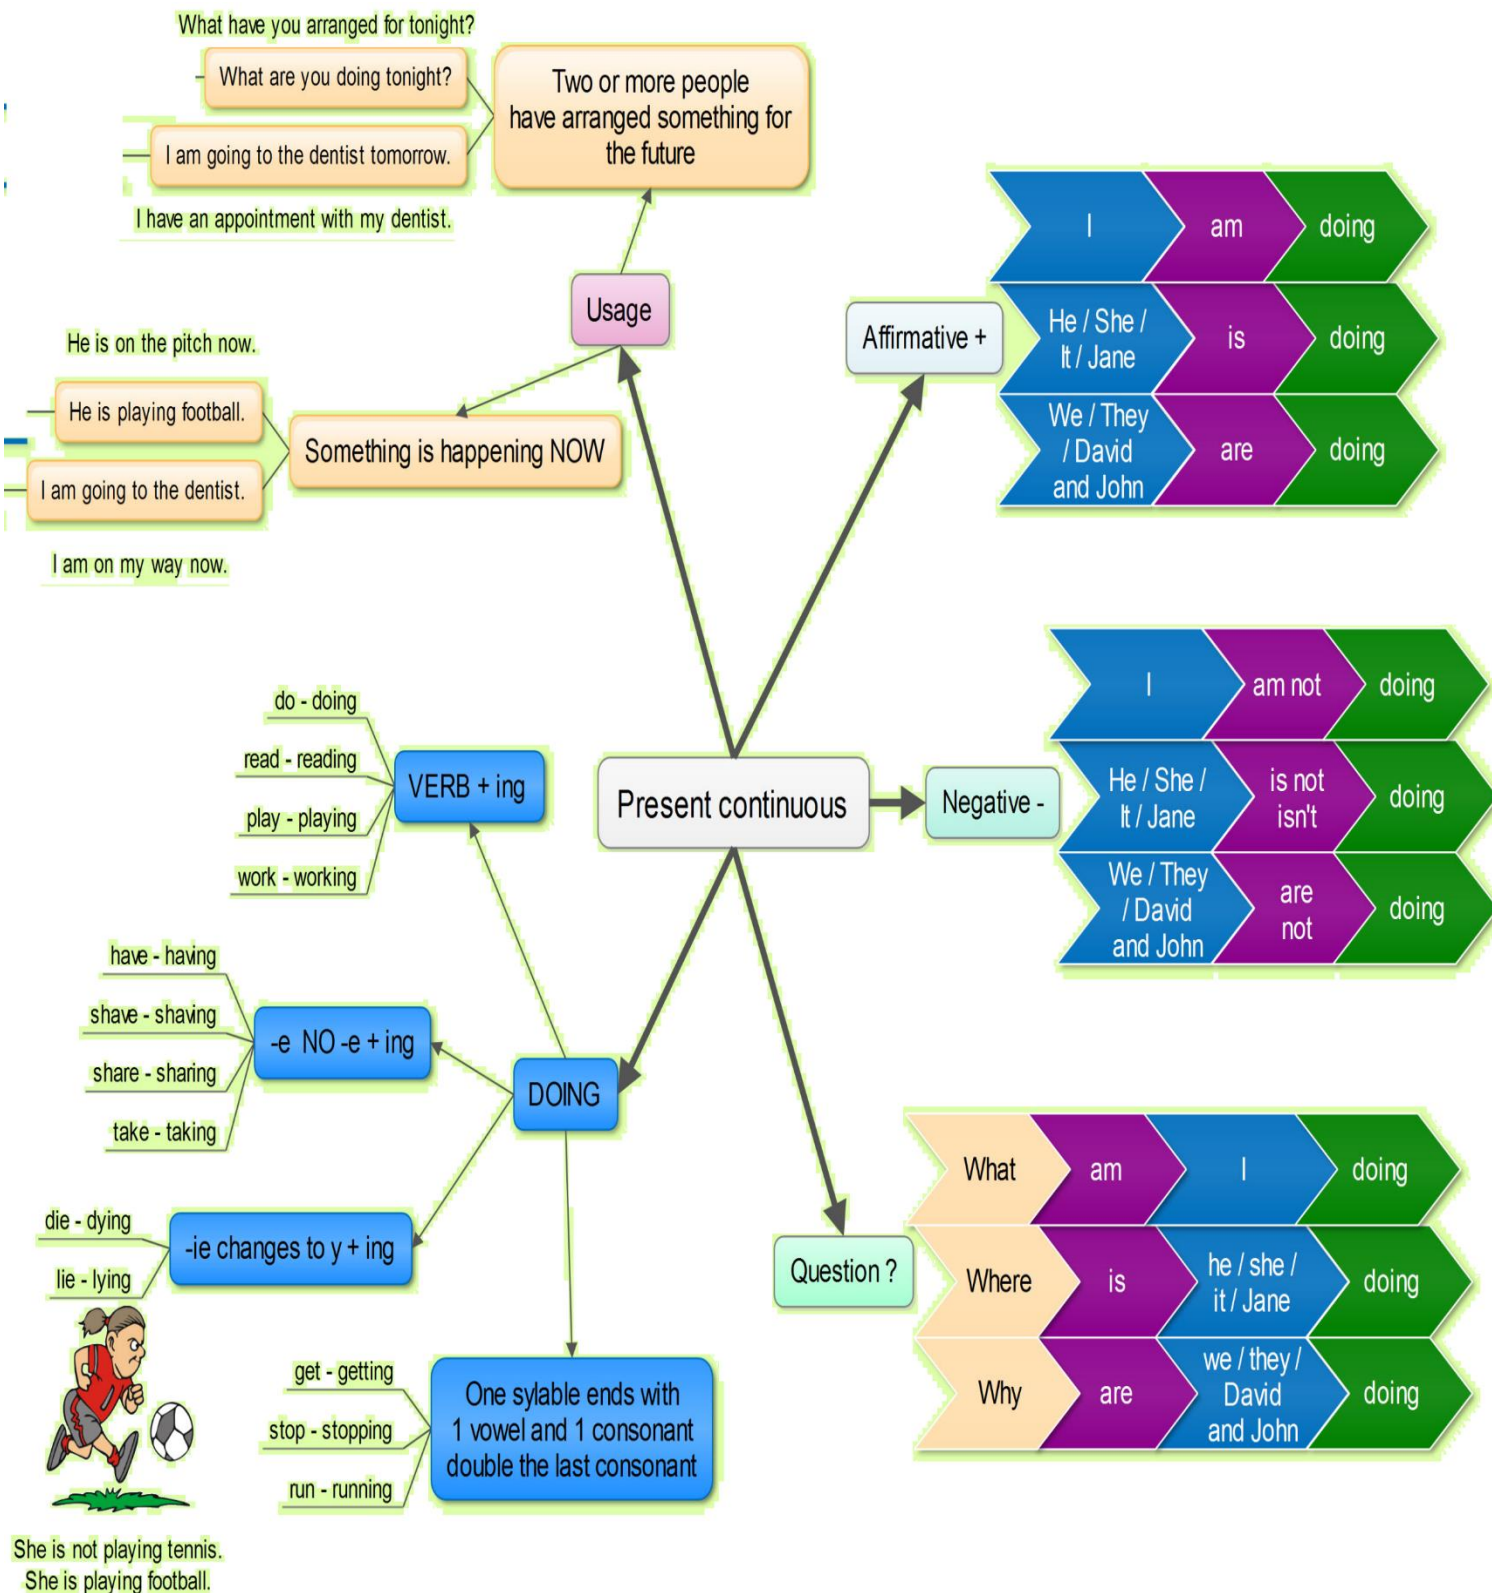 What have you arranged for tonight?
What are you doing tonight?
I am going to the dentist tomorrow.
I have an appointment with my dentist.
Two or more people
have arranged something for
the future
Usage
He is on the pitch now.
He is playing football.
I am going to the dentist.
I am on my way now.
Something is happening NOW
Affirmative +
I am doing
He / She /
It / Jane
is doing
We / They
/ David
and John
are doing
Present continuous
Negative -
I am not doing
He / She /
It / Jane
is not
isn't
doing
We / They
/ David
and John
are
not
doing
do - doing
read - reading
play - playing
work - working
VERB + ing
have - having
shave - shaving
share - sharing
take - taking
-e NO -e + ing
DOING
die - dying
lie - lying
-ie changes to y + ing
get - getting
stop - stopping
run - running
One sylable ends with
1 vowel and 1 consonant
double the last consonant
Question ?
What am I doing
Where is
he / she /
it / Jane
doing
Why are
we / they /
David
and John
doing
She is not playing tennis.
She is playing football.